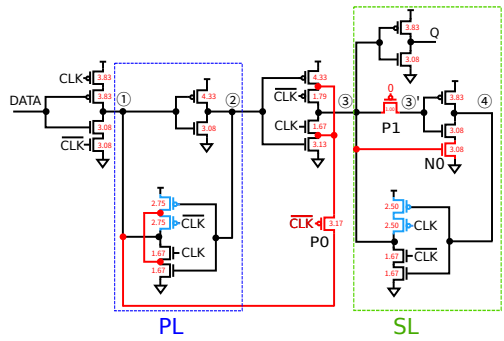 Q
3.83
3.08
CLK
3.83
3.83
DATA
3.08
CLK
3.08
①
②
3.83
3.08
4.33
CLK
1.79
CLK
1.67
3.13
③
0
P1
③'
3.83
④
3.08
3.08
N0
2.75
2.75
CLK
1.67
CLK
1.67
CLK
3.17
P0
2.50
2.50
CLK
1.67
CLK
1.67
PL
SL